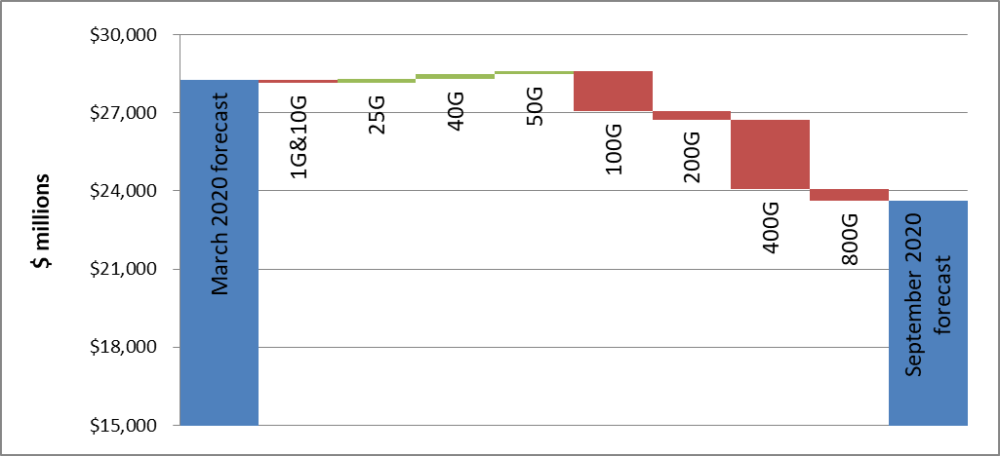 $30,000
$27,000
$24,000
$21,000
$18,000
$15,000
$ millions
March 2020 forecast
1G&10G
25G
40G
50G
100G
200G
400G
800G
September 2020
forecast